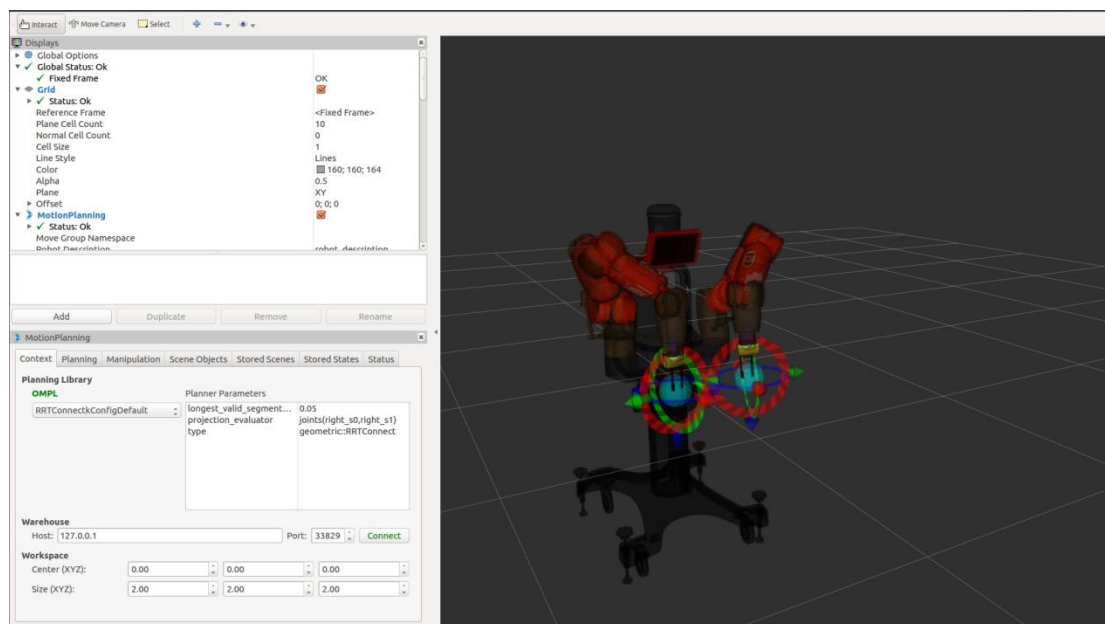 Interact Move Camera Select
Displays
Global Options
Global Status: Ok
Fixed Frame OK
Grid
Status: Ok
Reference Frame <Fixed Frame>
Plane Cell Count 10
Normal Cell Count 0
Cell Size 1
Line Style Lines
Color 160; 160; 164
Alpha 0.5
Plane XY
Offset 0; 0; 0
MotionPlanning
Status: Ok
Move Group Namespace
Robot Description robot_description
Add Duplicate Remove Rename
MotionPlanning
Context Planning Manipulation Scene Objects Stored Scenes Stored States Status
Planning Library
OMPL Planner Parameters
RRTConnectkConfigDefault
longest_valid_segment... 0.05
projection_evaluator joints(right_s0,right_s1)
type geometric::RRTConnect
Warehouse
Host: 127.0.0.1 Port: 33829 Connect
Workspace
Center (XYZ): 0.00 0.00 0.00
Size (XYZ): 2.00 2.00 2.00